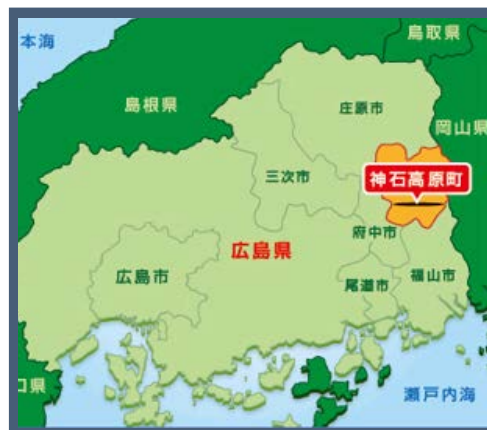 本海
鳥取県
島根県
庄原市
岡山県
三次市
神石高原町
府中市
広島県
広島市
尾道市
福山市
口県
瀬戸内海